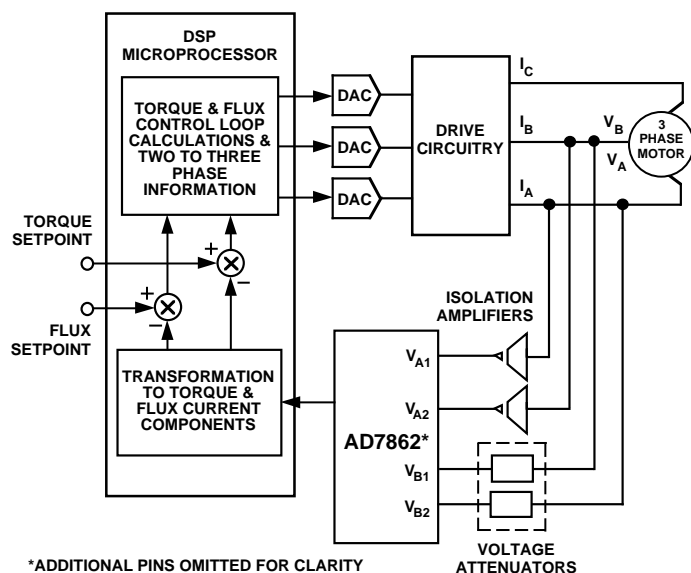 DSP
MICROPROCESSOR
TORQUE & FLUX
CONTROL LOOP
CALCULATIONS &
TWO TO THREE
PHASE
INFORMATION
DAC
DAC
DAC
DRIVE
CIRCUITRY
I_C
I_B
I_A
V_B
V_A
3
PHASE
MOTOR
TORQUE
SETPOINT
+
−
+
−
FLUX
SETPOINT
TRANSFORMATION
TO TORQUE &
FLUX CURRENT
COMPONENTS
ISOLATION
AMPLIFIERS
V_A1
V_A2
AD7862*
V_B1
V_B2
VOLTAGE
ATTENUATORS
*ADDITIONAL PINS OMITTED FOR CLARITY